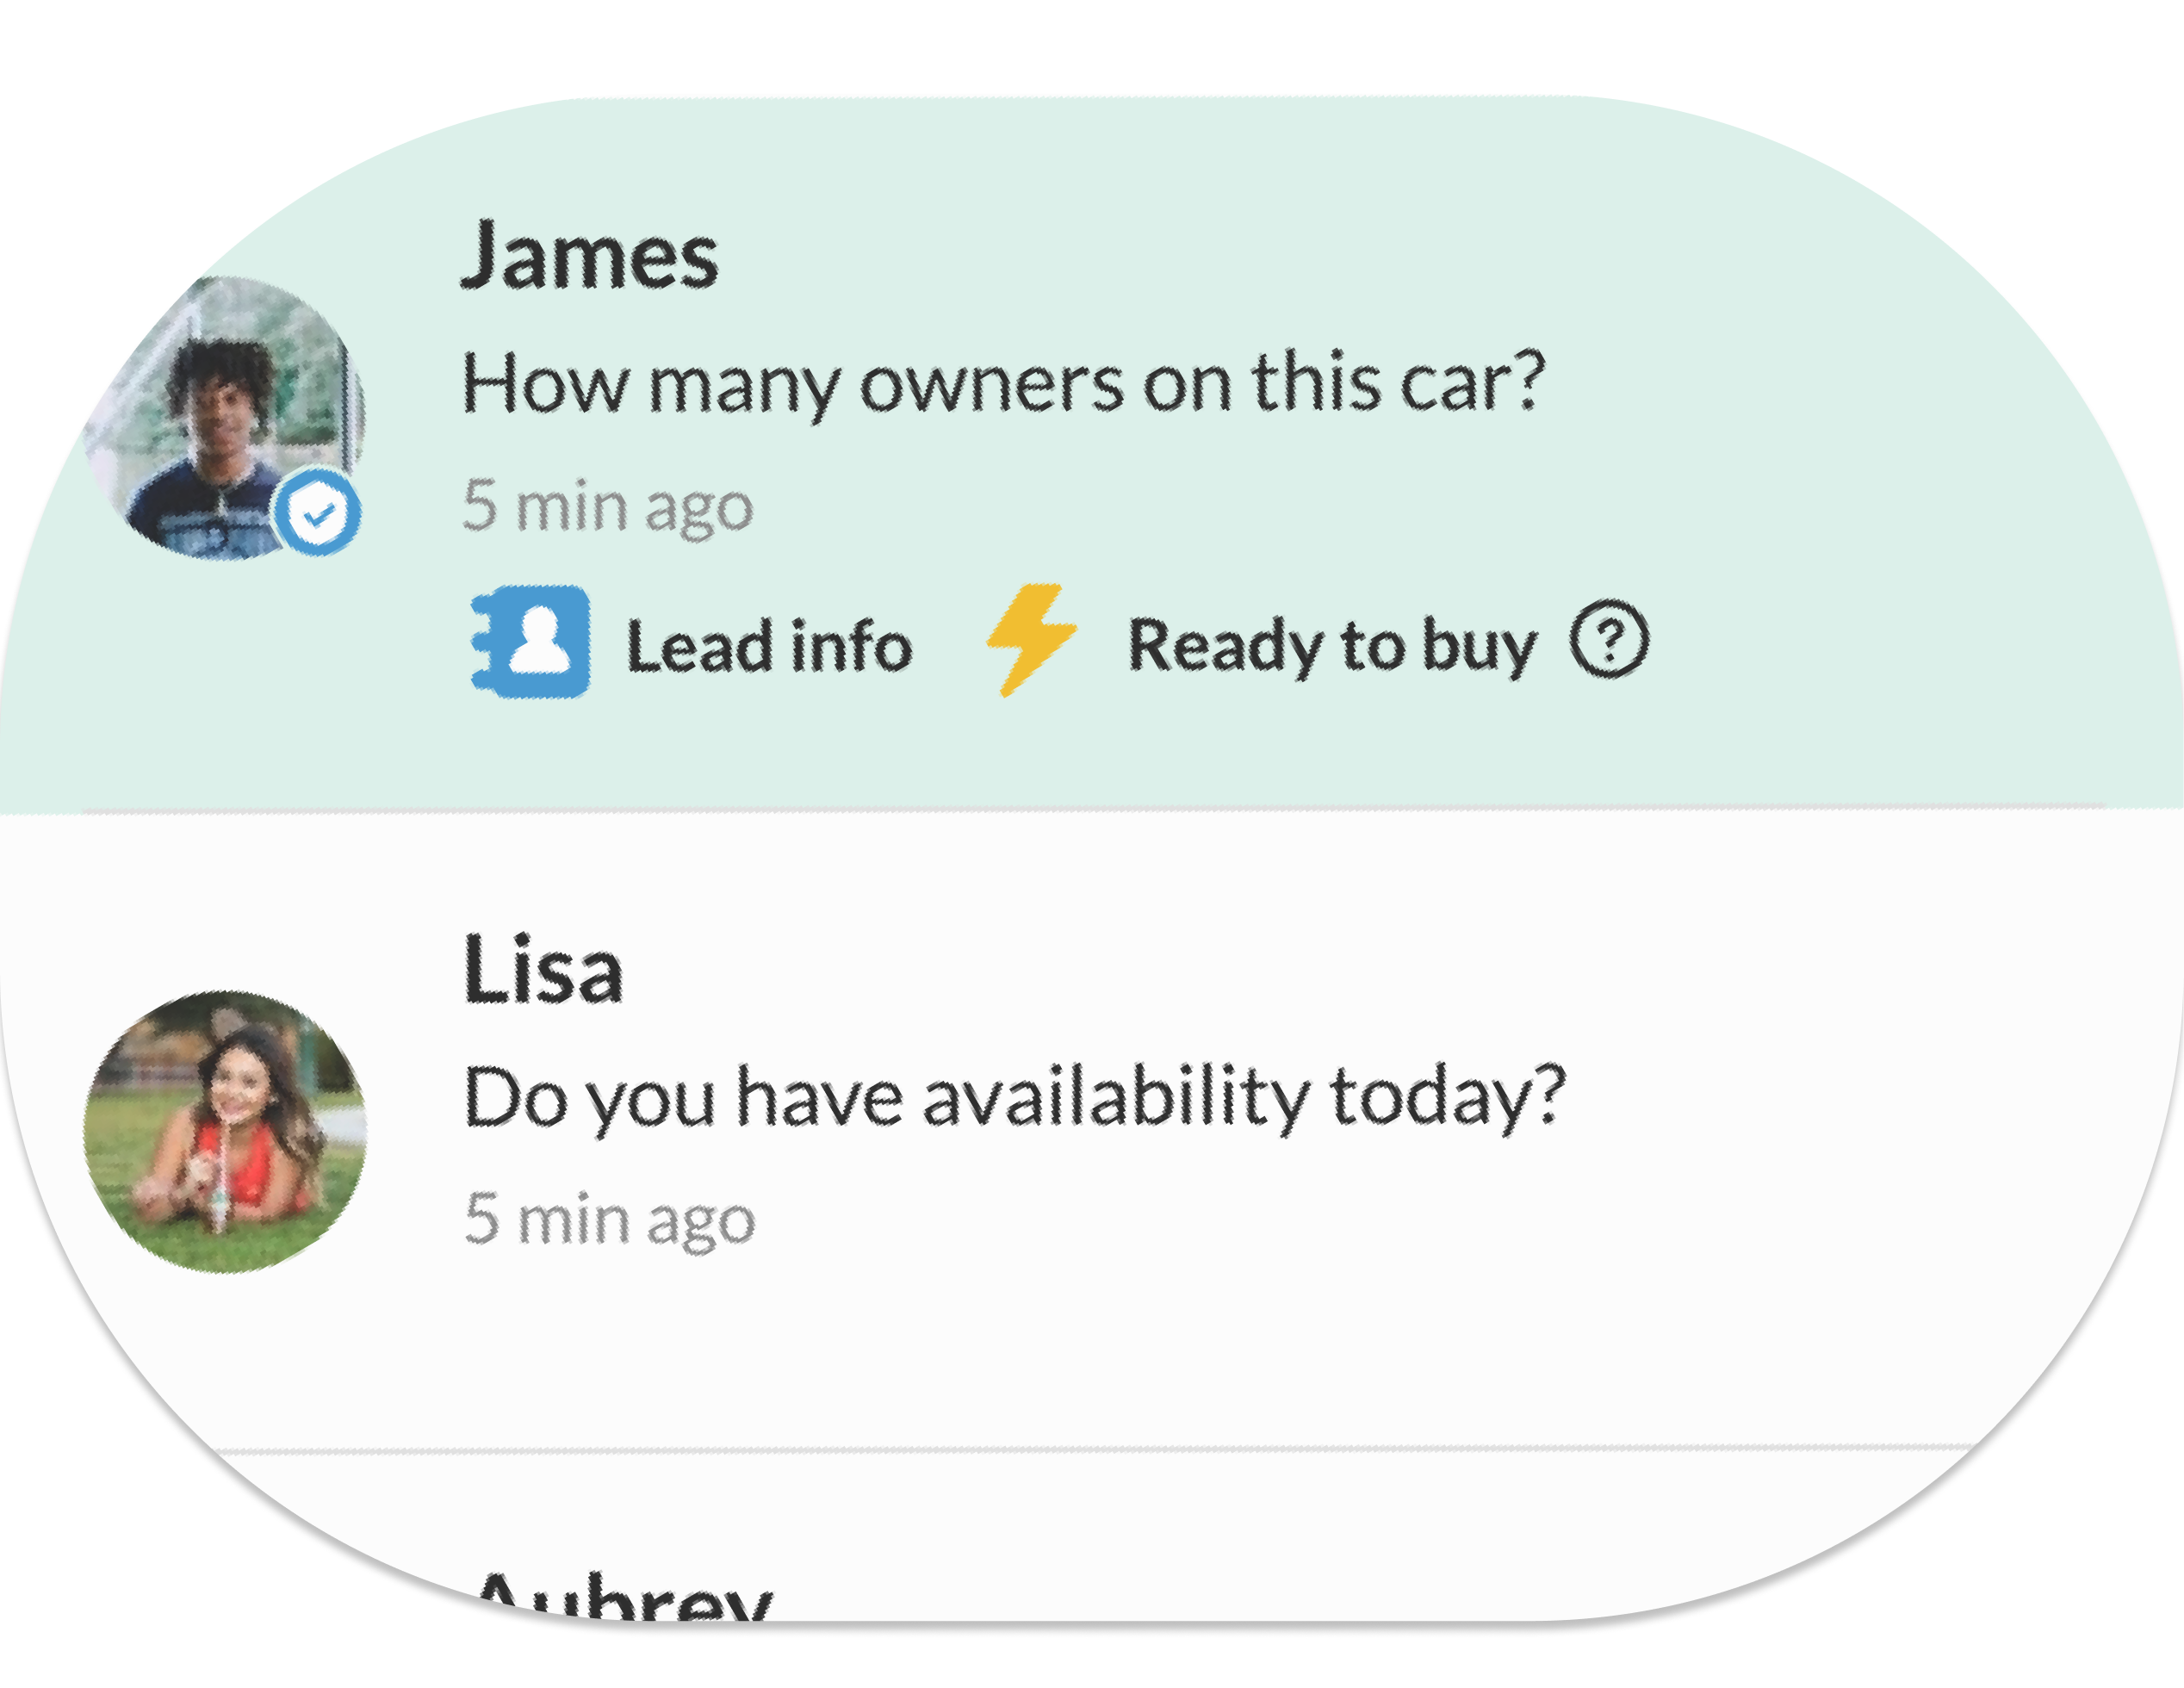 James
How many owners on this car?
5 min ago
Lead info Ready to buy ?
Lisa
Do you have availability today?
5 min ago
Aubrey